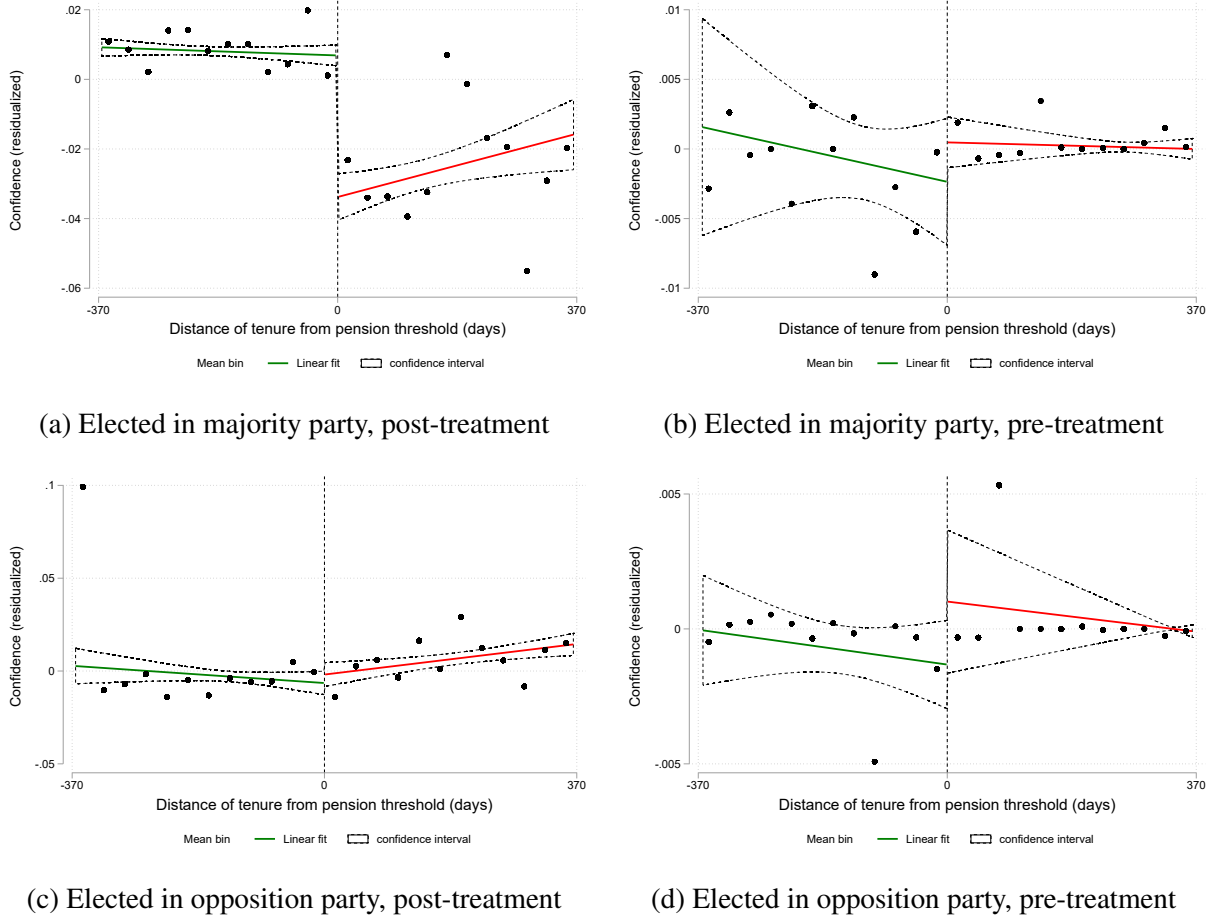 .02
0
-.02
-.04
-.06
Confidence (residualized)
-370
0
370
Distance of tenure from pension threshold (days)
Mean bin
Linear fit
confidence interval
(a) Elected in majority party, post-treatment
.01
.005
0
-.005
-.01
Confidence (residualized)
-370
0
370
Distance of tenure from pension threshold (days)
Mean bin
Linear fit
confidence interval
(b) Elected in majority party, pre-treatment
.1
.05
0
-.05
Confidence (residualized)
-370
0
370
Distance of tenure from pension threshold (days)
Mean bin
Linear fit
confidence interval
(c) Elected in opposition party, post-treatment
.005
0
-.005
Confidence (residualized)
-370
0
370
Distance of tenure from pension threshold (days)
Mean bin
Linear fit
confidence interval
(d) Elected in opposition party, pre-treatment